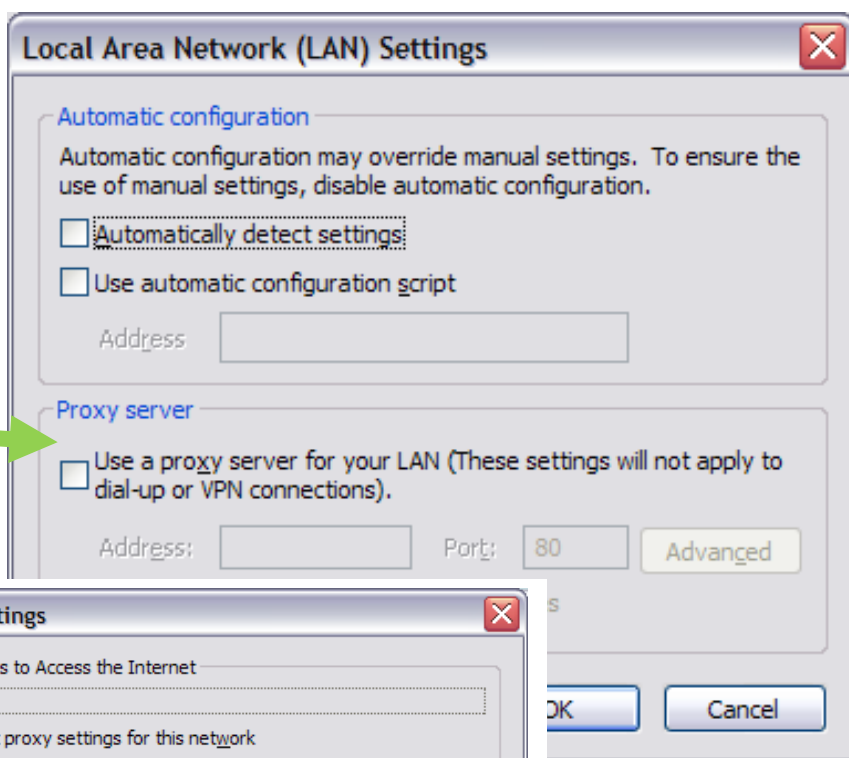 Local Area Network (LAN) Settings
Automatic configuration
Automatic configuration may override manual settings. To ensure the
use of manual settings, disable automatic configuration.
Automatically detect settings
Use automatic configuration script
Address
Proxy server
Use a proxy server for your LAN (These settings will not apply to
dial-up or VPN connections).
Address: Port: 80 Advanced
s to Access the Internet
proxy settings for this network
OK Cancel